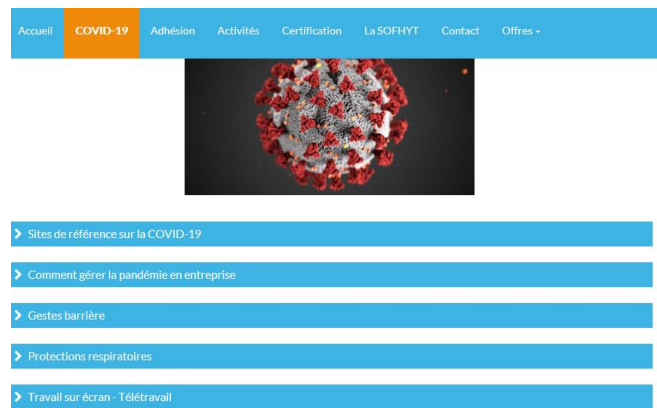 Accueil COVID-19 Adhésion Activités Certification La SOFHYT Contact Offres
Sites de référence sur la COVID-19
Comment gérer la pandémie en entreprise
Gestes barrière
Protections respiratoires
Travail sur écran - Télétravail